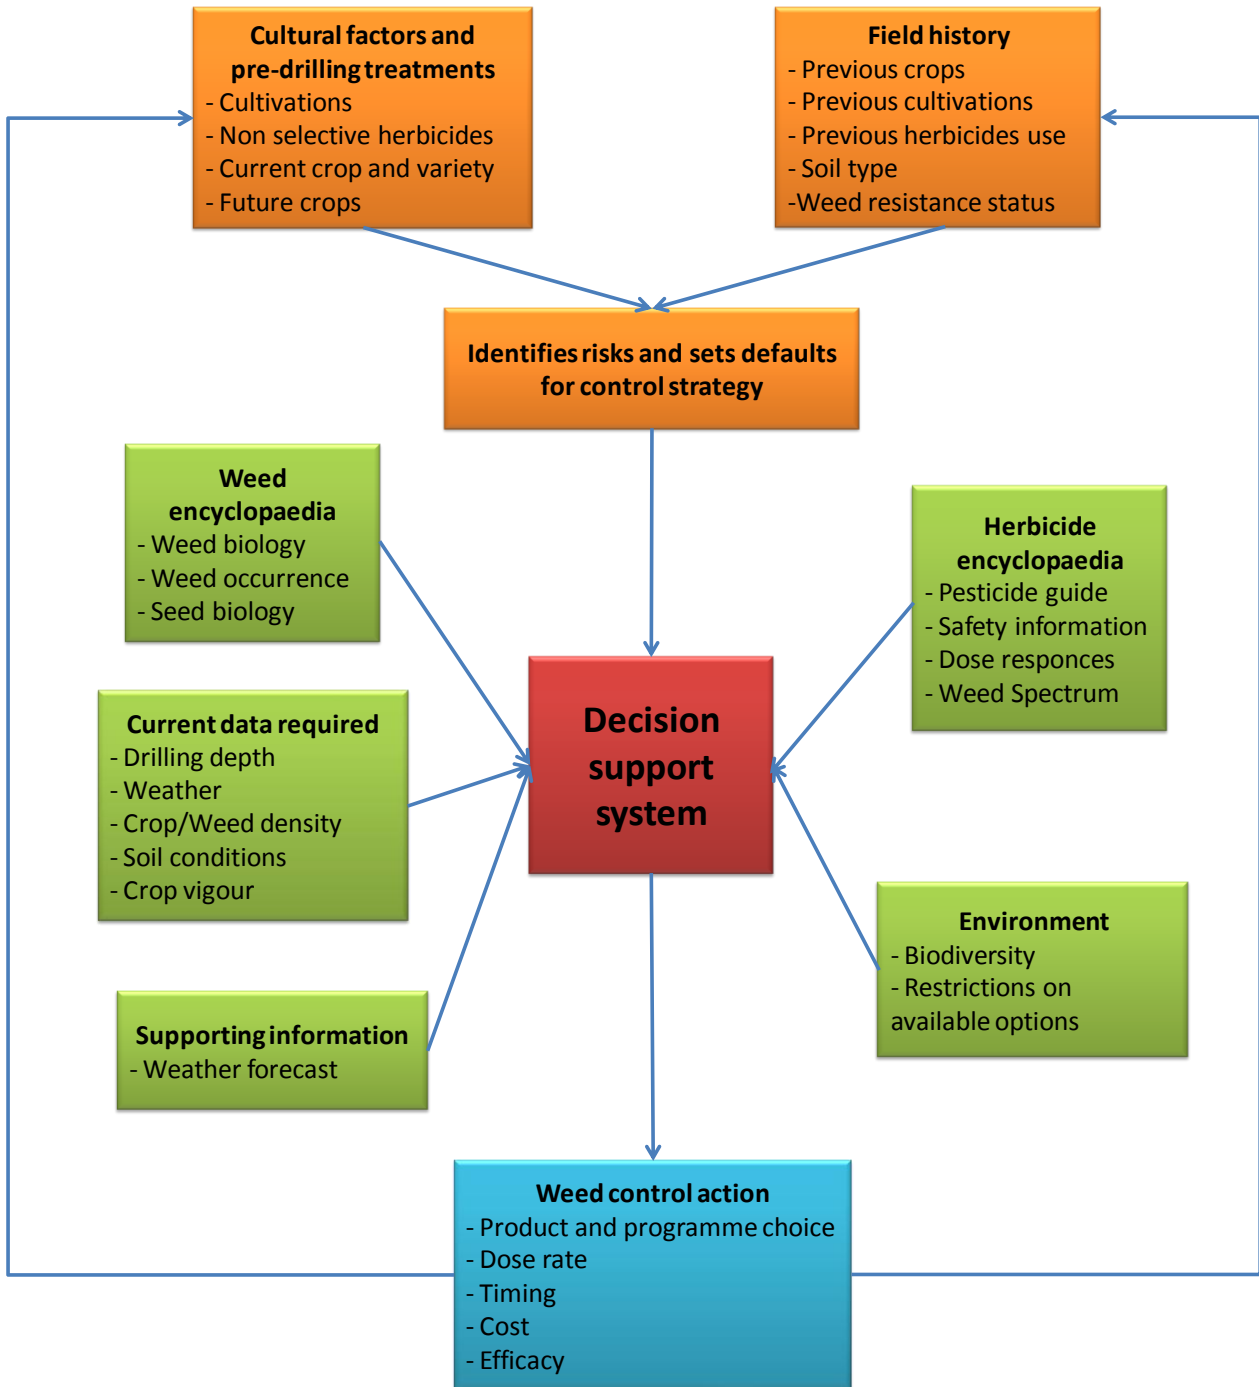 Cultural factors and
pre-drilling treatments
- Cultivations
- Non selective herbicides
- Current crop and variety
- Future crops
Field history
- Previous crops
- Previous cultivations
- Previous herbicides use
- Soil type
-Weed resistance status
Identifies risks and sets defaults
for control strategy
Weed
encyclopaedia
- Weed biology
- Weed occurrence
- Seed biology
Herbicide
encyclopaedia
- Pesticide guide
- Safety information
- Dose responces
- Weed Spectrum
Current data required
- Drilling depth
- Weather
- Crop/Weed density
- Soil conditions
- Crop vigour
Decision
support
system
Environment
- Biodiversity
- Restrictions on
available options
Supporting information
- Weather forecast
Weed control action
- Product and programme choice
- Dose rate
- Timing
- Cost
- Efficacy